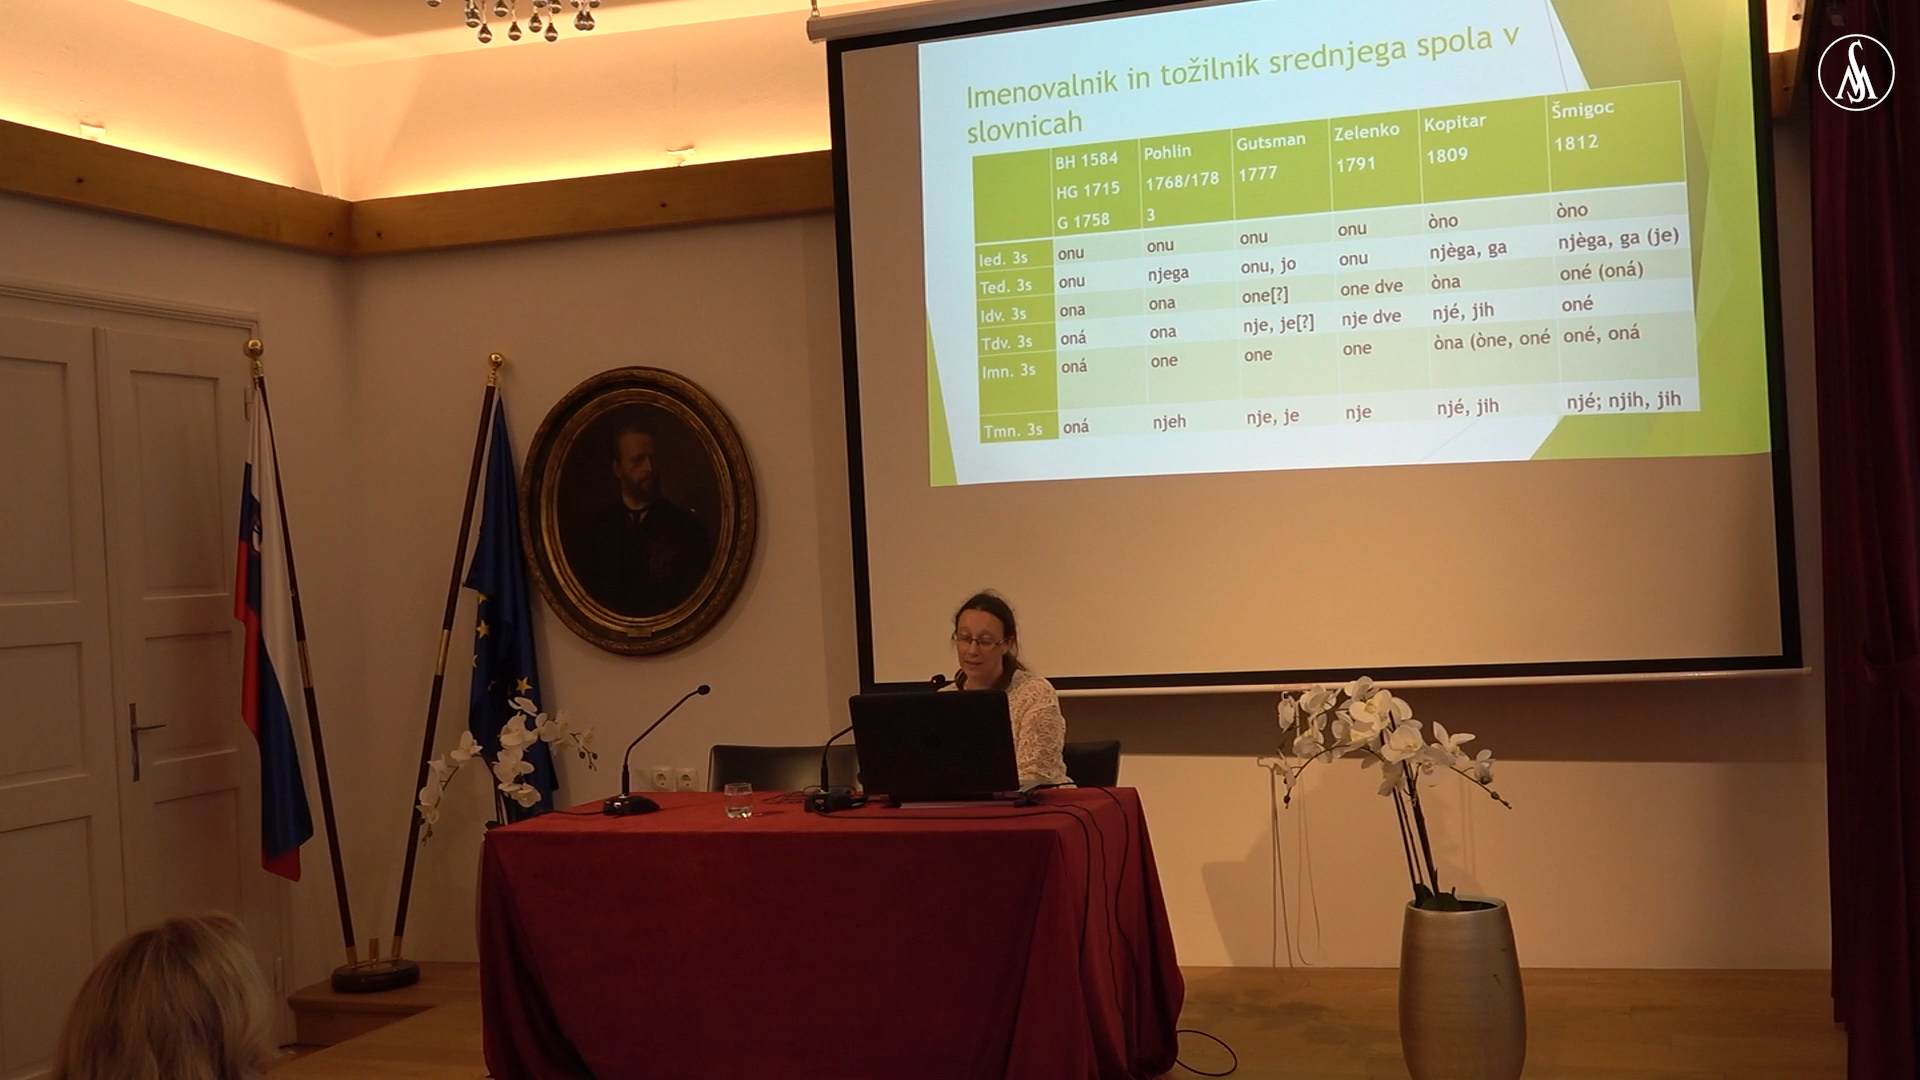 Imenovalnik in tožilnik srednjega spola v
slovnicah
BH 1584 HG 1715 G 1758 Pohlin 1768/1783 Gutsman 1777 Zelenko 1791 Kopitar 1809 Šmigoc 1812
Ied. 3s onu onu onu onu òno òno
Ted. 3s onu njega onu, jo onu njèga, ga njèga, ga (je)
Idv. 3s ona ona one[?] one dve òna oné (oná)
Tdv. 3s oná ona nje, je[?] nje dve njé, jih oné
Imn. 3s oná one one one òna (òne, oné oné, oná
Tmn. 3s oná njeh nje, je nje njé, jih njé; njih, jih